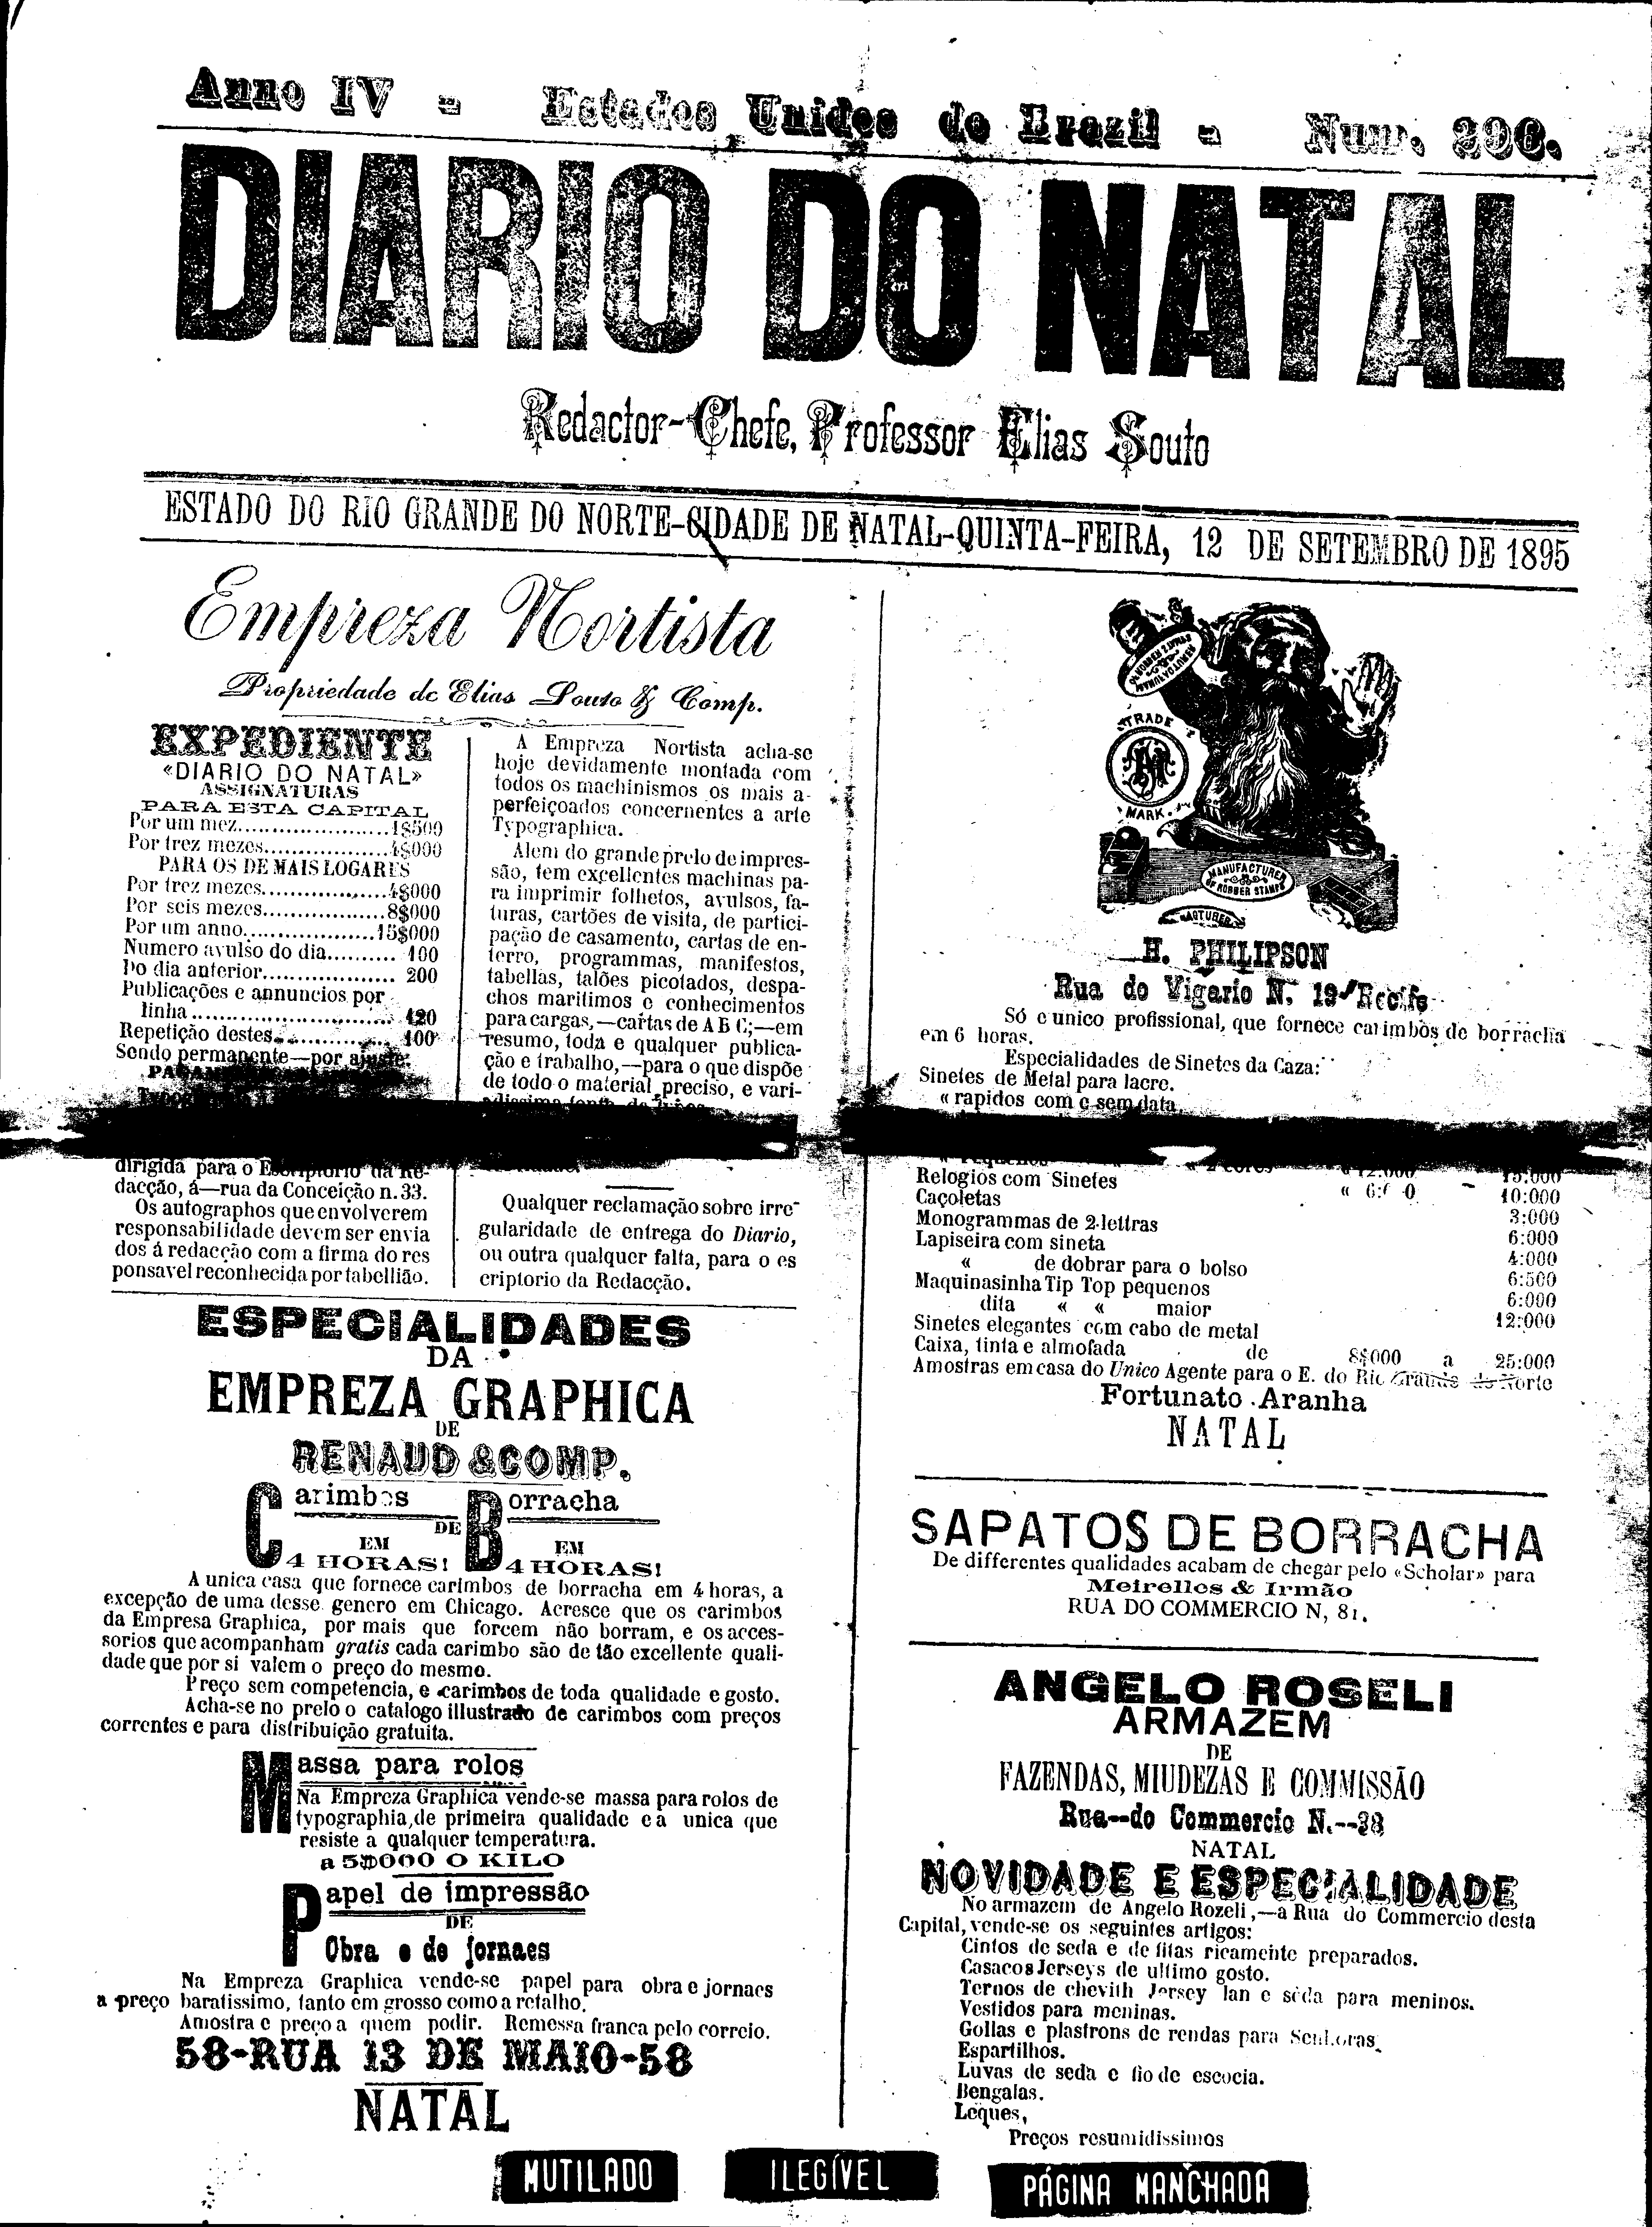 Anno IV - Estados Unidos do Brazil - Num. 296.
DIARIO DO NATAL
Redactor-Chefe, Professor Elias Souto
ESTADO DO RIO GRANDE DO NORTE-CIDADE DE NATAL-QUINTA-FEIRA, 12 DE SETEMBRO DE 1895
Empreza Nortista
Propriedade de Elias Souto & Comp.
EXPEDIENTE
«DIARIO DO NATAL»
ASSIGNATURAS
PARA ESTA CAPITAL
Por um mez......................1$500
Por trez mezes..................4$000
PARA OS DE MAIS LOGARES
Por trez mezes..................4$000
Por seis mezes..................8$000
Por um anno...................15$000
Numero avulso do dia.......... 100
Do dia anterior................... 200
Publicações e annuncios por
linha ............................. 120
Repetição destes................ 100
Sendo permanente—por ajuste
dirigida para o Escriptorio da Re-
dacção, á—rua da Conceição n. 33.
Os autographos que envolverem
responsabilidade devem ser envia
dos á redacção com a firma do res
ponsavel reconhecida por tabellião.
A Empreza Nortista acha-se
hoje devidamente montada com
todos os machinismos os mais a-
perfeiçoados concernentes a arte
Typographica.
Alem do grande prelo de impres-
são, tem excellentes machinas pa-
ra imprimir folhetos, avulsos, fa-
turas, cartões de visita, de partici-
pação de casamento, cartas de en-
terro, programmas, manifestos,
tabellas, talões picotados, despa-
chos maritimos e conhecimentos
para cargas,—cartas de A B C;—em
resumo, toda e qualquer publica-
ção e trabalho,—para o que dispõe
de todo o material preciso, e vari-
Qualquer reclamação sobre irre-
gularidade de entrega do Diario,
ou outra qualquer falta, para o es
criptorio da Redacção.
ESPECIALIDADES
DA
EMPREZA GRAPHICA
DE
RENAUD & COMP.
Carimbos DE Borracha
EM 4 HORAS! EM 4 HORAS!
A unica casa que fornece carimbos de borracha em 4 horas, a
excepção de uma desse genero em Chicago. Acresce que os carimbos
da Empresa Graphica, por mais que forcem não borram, e os acces-
sorios que acompanham gratis cada carimbo são de tão excellente quali-
dade que por si valem o preço do mesmo.
Preço sem competencia, e carimbos de toda qualidade e gosto.
Acha-se no prelo o catalogo illustrado de carimbos com preços
correntes e para distribuição gratuita.
Massa para rolos
Na Empreza Graphica vende-se massa para rolos de
typographia, de primeira qualidade e a unica que
resiste a qualquer temperatura.
a 5$000 O KILO
Papel de impressão
DE
Obra e de jornaes
Na Empreza Graphica vende-se papel para obra e jornaes
a preço baratissimo, tanto em grosso como a retalho.
Amostra e preço a quem podir. Remessa franca pelo correio.
58-RUA 13 DE MAIO-58
NATAL
TRADE
MARK
MANUFACTURER
OF RUBBER STAMPS
H. PHILIPSON
Rua do Vigario N. 19 Recife
Só e unico profissional, que fornece carimbos de borracha
em 6 horas.
Especialidades de Sinetes da Caza:
Sinetes de Metal para lacre.
« rapidos com e sem data
Relogios com Sinetes
Caçoletas 10:000
Monogrammas de 2 lettras 3:000
Lapiseira com sineta 6:000
« de dobrar para o bolso 4:000
Maquinasinha Tip Top pequenos 6:500
dita « « maior 6:000
Sinetes elegantes com cabo de metal 12:000
Caixa, tinta e almofada de 8$000 a 25:000
Amostras em casa do Unico Agente para o E. do Rio Grande do Norte
Fortunato Aranha
NATAL
SAPATOS DE BORRACHA
De differentes qualidades acabam de chegar pelo «Scholar» para
Meirelles & Irmão
RUA DO COMMERCIO N, 81.
ANGELO ROSELI
ARMAZEM
DE
FAZENDAS, MIUDEZAS E COMMISSÃO
Rua--do Commercio N.--38
NATAL
NOVIDADE E ESPECIALIDADE
No armazem de Angelo Rozeli,—a Rua do Commercio desta
Capital, vende-se os seguintes artigos:
Cintos de seda e de fitas ricamente preparados.
Casacos Jerseys de ultimo gosto.
Ternos de chevith Jersey lan e seda para meninos.
Vestidos para meninas.
Gollas e plastrons de rendas para Senhoras.
Espartilhos.
Luvas de seda e fio de escocia.
Bengalas.
Leques,
Preços resumidissimos
MUTILADO
ILEGÍVEL
PÁGINA MANCHADA